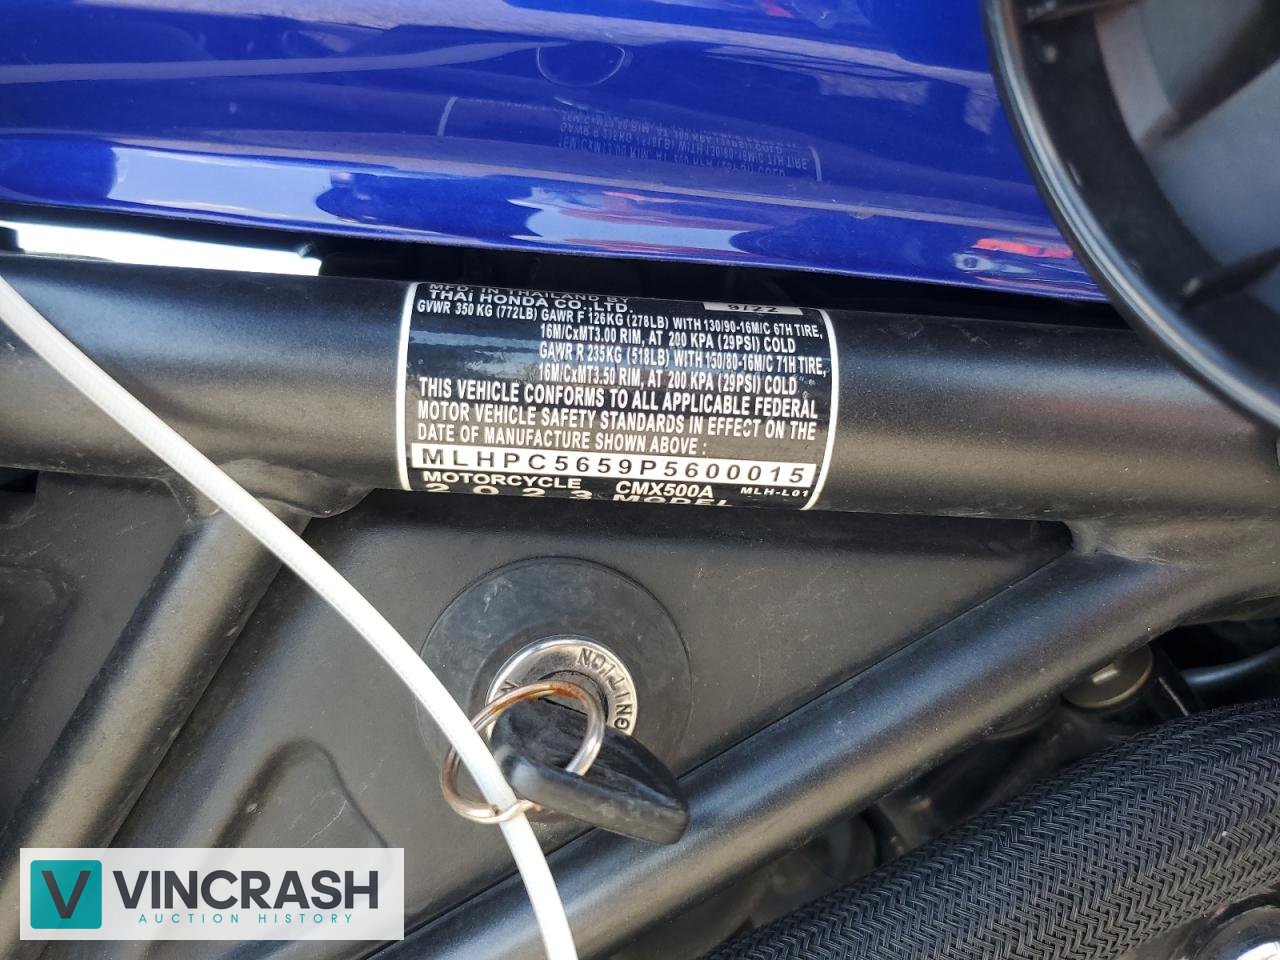 MFD. IN THAILAND BY
THAI HONDA CO.,LTD. 9/22
GVWR 350 KG (772LB) GAWR F 126KG (278LB) WITH 130/90-16M/C 67H TIRE,
16M/CxMT3.00 RIM, AT 200 KPA (29PSI) COLD
GAWR R 235KG (518LB) WITH 150/80-16M/C 71H TIRE,
16M/CxMT3.50 RIM, AT 200 KPA (29PSI) COLD
THIS VEHICLE CONFORMS TO ALL APPLICABLE FEDERAL
MOTOR VEHICLE SAFETY STANDARDS IN EFFECT ON THE
DATE OF MANUFACTURE SHOWN ABOVE :
MLHPC5659P5600015
MOTORCYCLE CMX500A MLH-L01
2023 MODEL
VINCRASH
AUCTION HISTORY